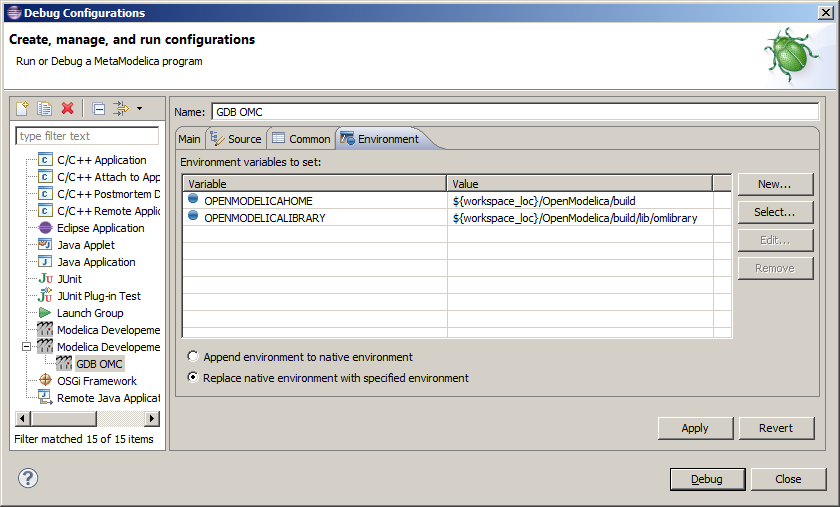 Debug Configurations
Create, manage, and run configurations
Run or Debug a MetaModelica program
type filter text
C/C++ Application
C/C++ Attach to App
C/C++ Postmortem D
C/C++ Remote Applic
Eclipse Application
Java Applet
Java Application
JUnit
JUnit Plug-in Test
Launch Group
Modelica Developeme
Modelica Developeme
GDB OMC
OSGi Framework
Remote Java Applicat
Filter matched 15 of 15 items
Name: GDB OMC
Main Source Common Environment
Environment variables to set:
Variable Value
OPENMODELICAHOME ${workspace_loc}/OpenModelica/build
OPENMODELICALIBRARY ${workspace_loc}/OpenModelica/build/lib/omlibrary
New...
Select...
Edit...
Remove
Append environment to native environment
Replace native environment with specified environment
Apply Revert
?
Debug Close